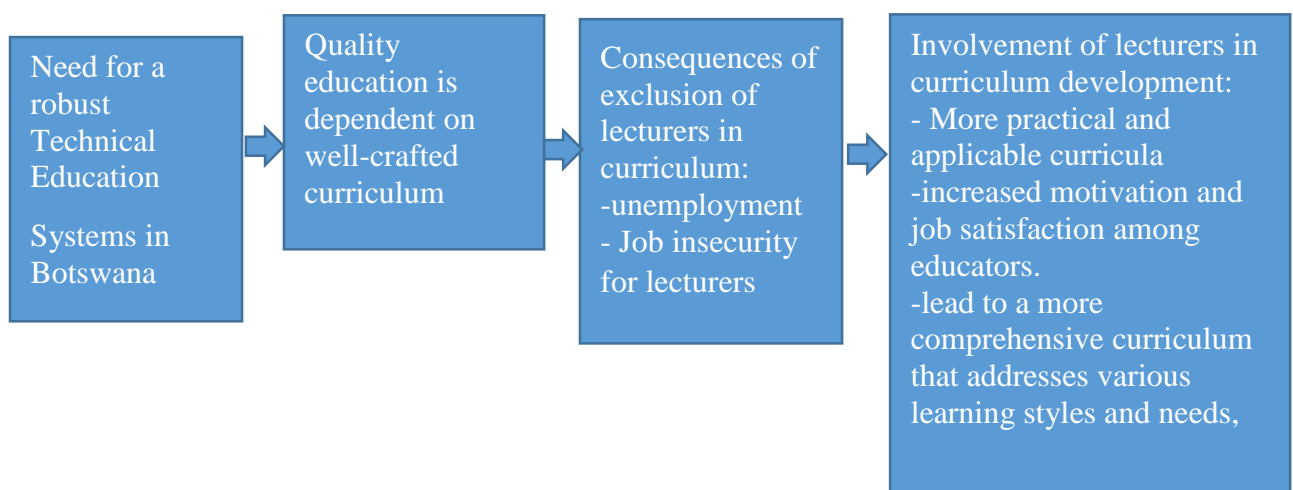 Need for a
robust
Technical
Education
Systems in
Botswana
Quality
education is
dependent on
well-crafted
curriculum
Consequences of
exclusion of
lecturers in
curriculum:
-unemployment
- Job insecurity
for lecturers
Involvement of lecturers in
curriculum development:
- More practical and
applicable curricula
-increased motivation and
job satisfaction among
educators.
-lead to a more
comprehensive curriculum
that addresses various
learning styles and needs,